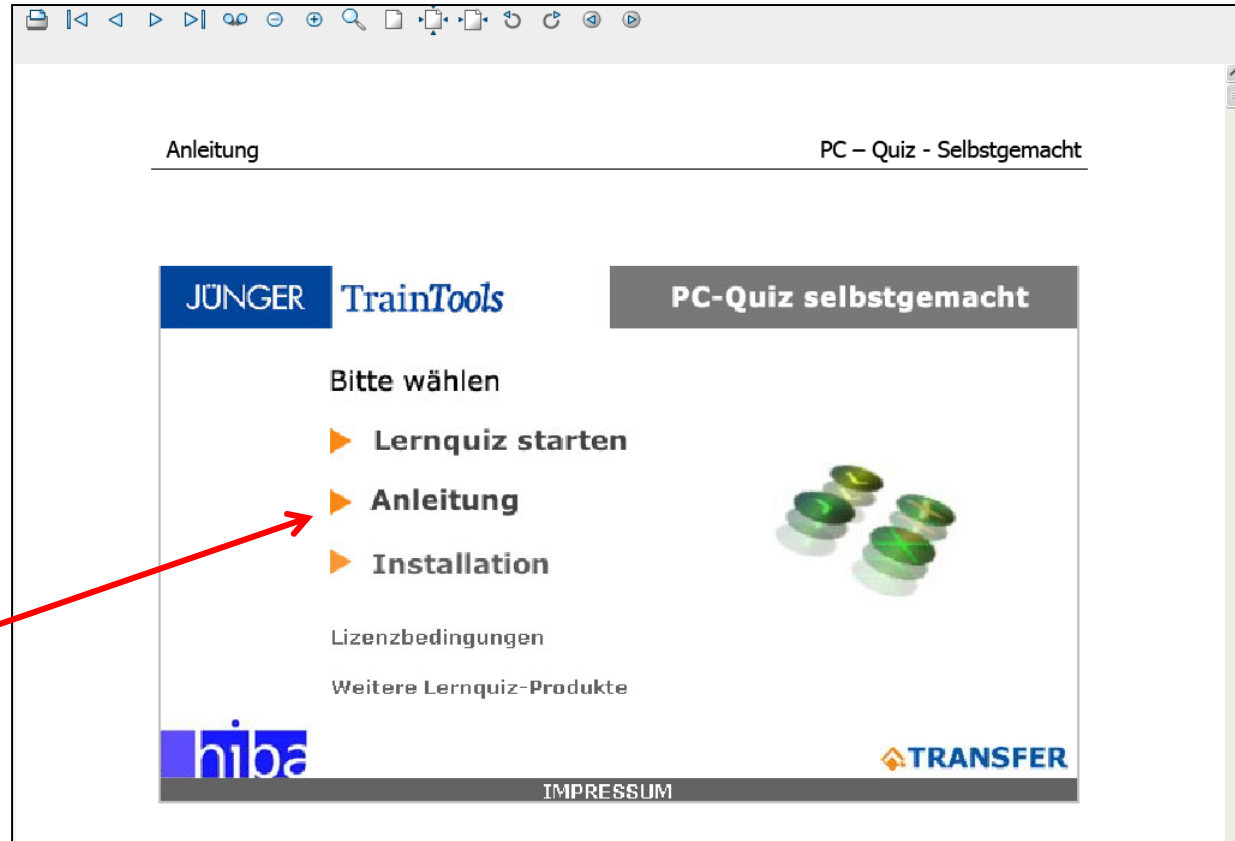 Anleitung PC – Quiz - Selbstgemacht
JÜNGER TrainTools PC-Quiz selbstgemacht
Bitte wählen
Lernquiz starten
Anleitung
Installation
Lizenzbedingungen
Weitere Lernquiz-Produkte
hiba TRANSFER
IMPRESSUM